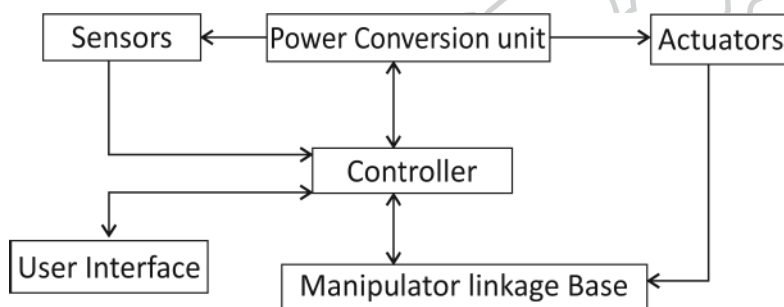 Sensors
Power Conversion unit
Actuators
Controller
User Interface
Manipulator linkage Base